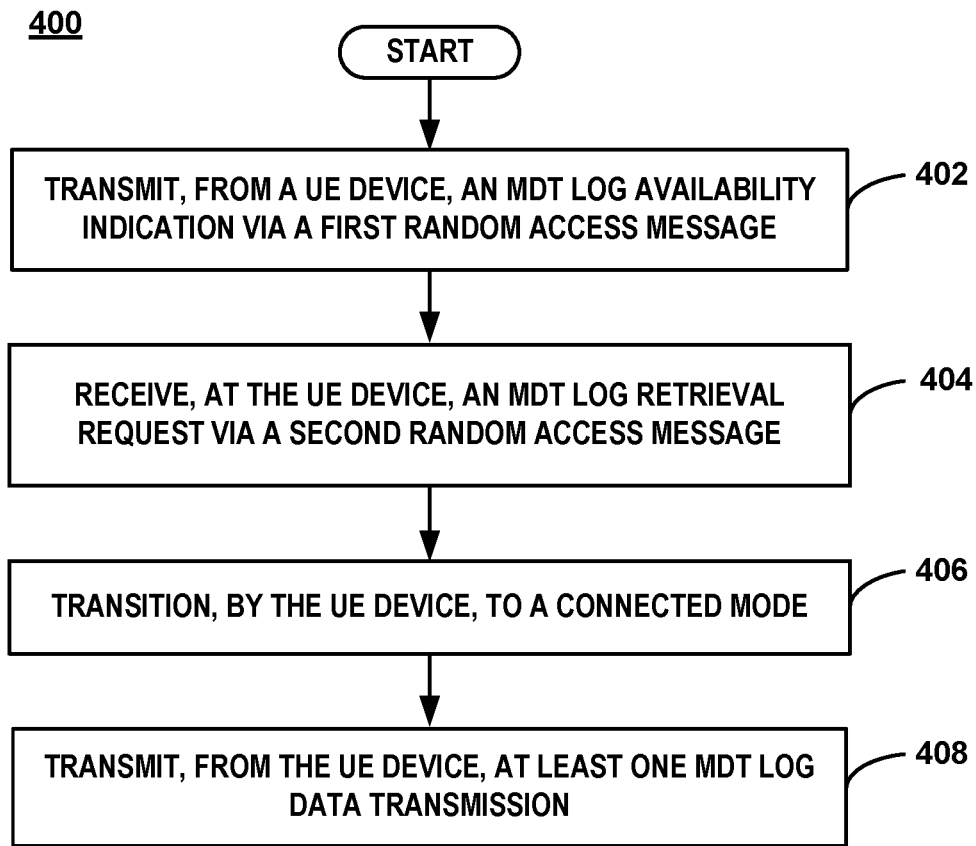 400
START
TRANSMIT, FROM A UE DEVICE, AN MDT LOG AVAILABILITY
INDICATION VIA A FIRST RANDOM ACCESS MESSAGE
402
RECEIVE, AT THE UE DEVICE, AN MDT LOG RETRIEVAL
REQUEST VIA A SECOND RANDOM ACCESS MESSAGE
404
TRANSITION, BY THE UE DEVICE, TO A CONNECTED MODE
406
TRANSMIT, FROM THE UE DEVICE, AT LEAST ONE MDT LOG
DATA TRANSMISSION
408